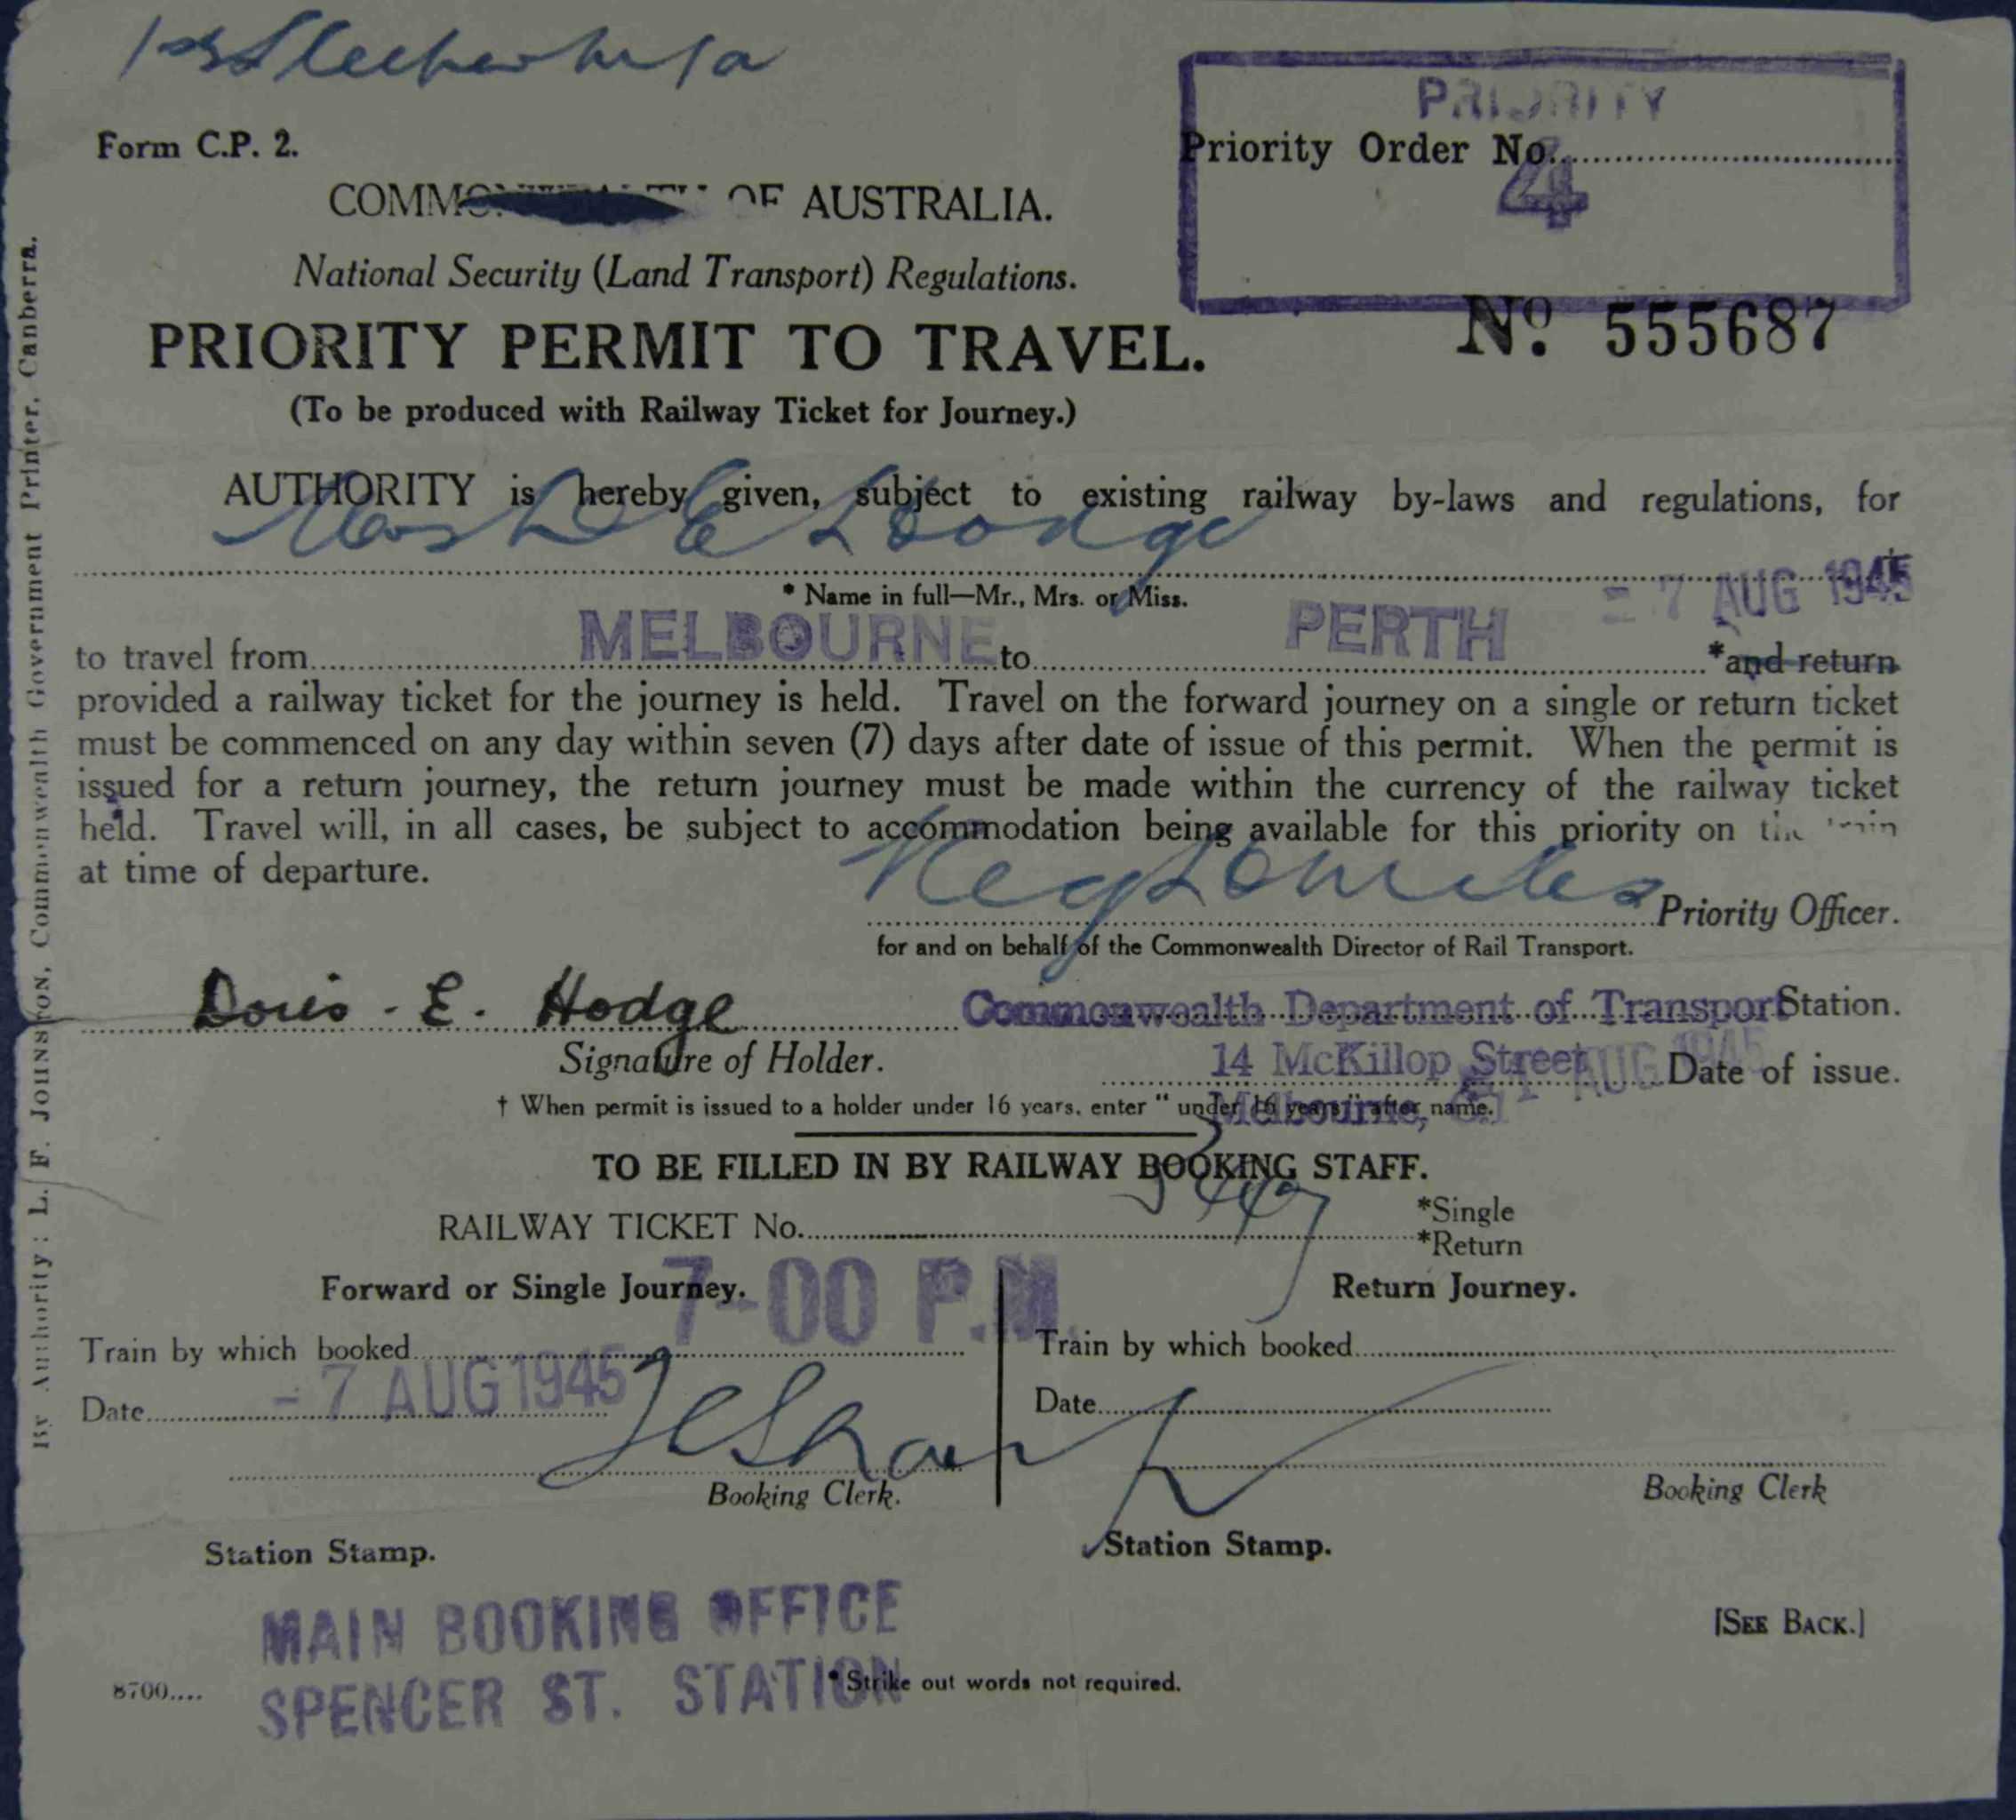 Form C.P. 2.
PRIORITY
Priority Order No.
4
COMMONWEALTH OF AUSTRALIA.
National Security (Land Transport) Regulations.
No. 555687
PRIORITY PERMIT TO TRAVEL.
(To be produced with Railway Ticket for Journey.)
AUTHORITY is hereby given, subject to existing railway by-laws and regulations, for
†
* Name in full—Mr., Mrs. or Miss.
- 7 AUG 1945
to travel from MELBOURNE to PERTH *and return
provided a railway ticket for the journey is held. Travel on the forward journey on a single or return ticket
must be commenced on any day within seven (7) days after date of issue of this permit. When the permit is
issued for a return journey, the return journey must be made within the currency of the railway ticket
held. Travel will, in all cases, be subject to accommodation being available for this priority on the train
at time of departure.
Priority Officer.
for and on behalf of the Commonwealth Director of Rail Transport.
Doris . E. Hodge Commonwealth Department of Transport Station.
Signature of Holder.
14 McKillop Street AUG 1945 Date of issue.
† When permit is issued to a holder under 16 years, enter "under 16 years" after name.
Melbourne, C.1
TO BE FILLED IN BY RAILWAY BOOKING STAFF.
RAILWAY TICKET No. *Single
*Return
Forward or Single Journey.
7-00 P.M.
Train by which booked
Date - 7 AUG 1945
Booking Clerk.
Station Stamp.
MAIN BOOKING OFFICE
SPENCER ST. STATION
Return Journey.
Train by which booked
Date
Booking Clerk
Station Stamp.
[SEE BACK.]
8700....
* Strike out words not required.
By Authority: L. F. JOHNSTON, Commonwealth Government Printer, Canberra.